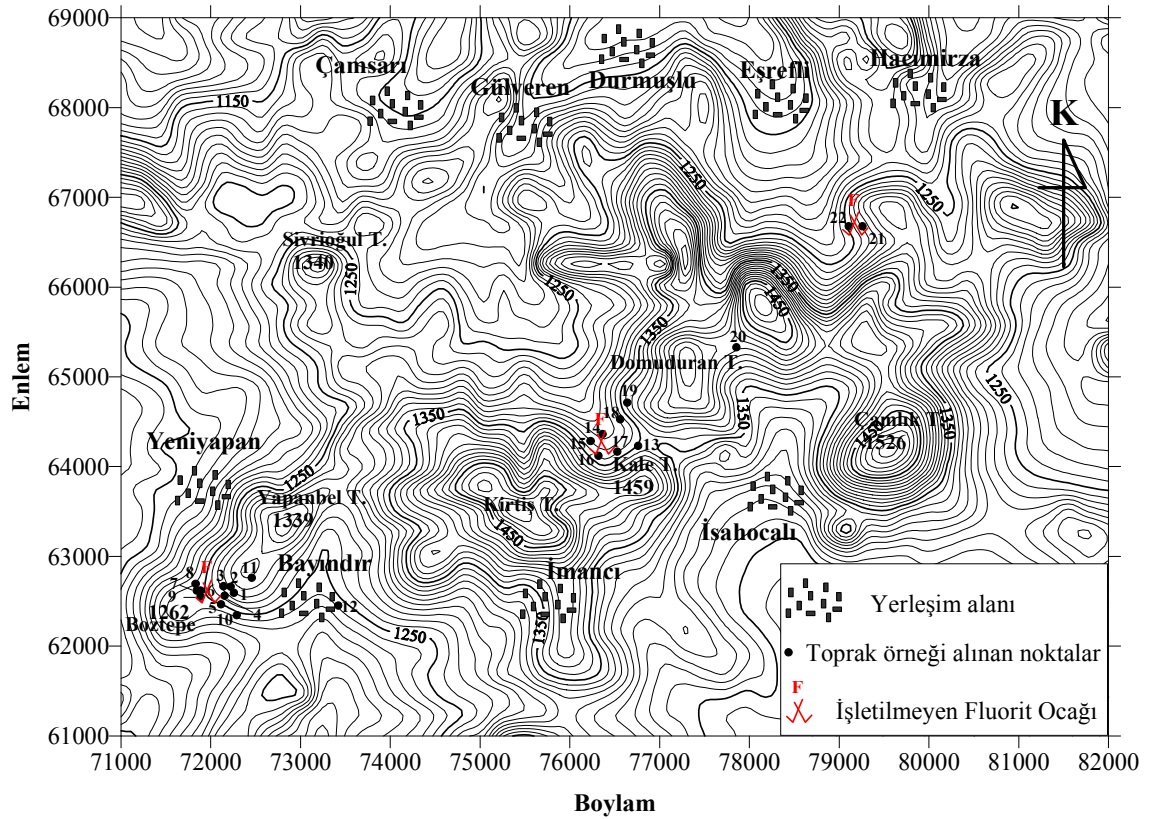 69000
68000
67000
66000
65000
64000
63000
62000
61000
Enlem
71000 72000 73000 74000 75000 76000 77000 78000 79000 80000 81000 82000
Boylam
Çamsarı
Gülveren
Durmuşlu
Eşrefli
Hacımirza
K
1150
1250
1250
F
22
21
Sivrioğul T.
1340
1250
1250
1350
1450
1350
20
Domuduran T.
19
1250
1350
1350
F
18
14
15
17
13
16
Kale T.
1459
Çamlık T.
1526
1350
Yeniyapan
1250
Yapanbel T.
1339
Kirtiş T.
1450
İsahocalı
Bayındır
İmancı
F
8
7
3
2
11
6
1
9
5
4
10
12
1262
Boztepe
1250
1350
Yerleşim alanı
Toprak örneği alınan noktalar
F
İşletilmeyen Fluorit Ocağı